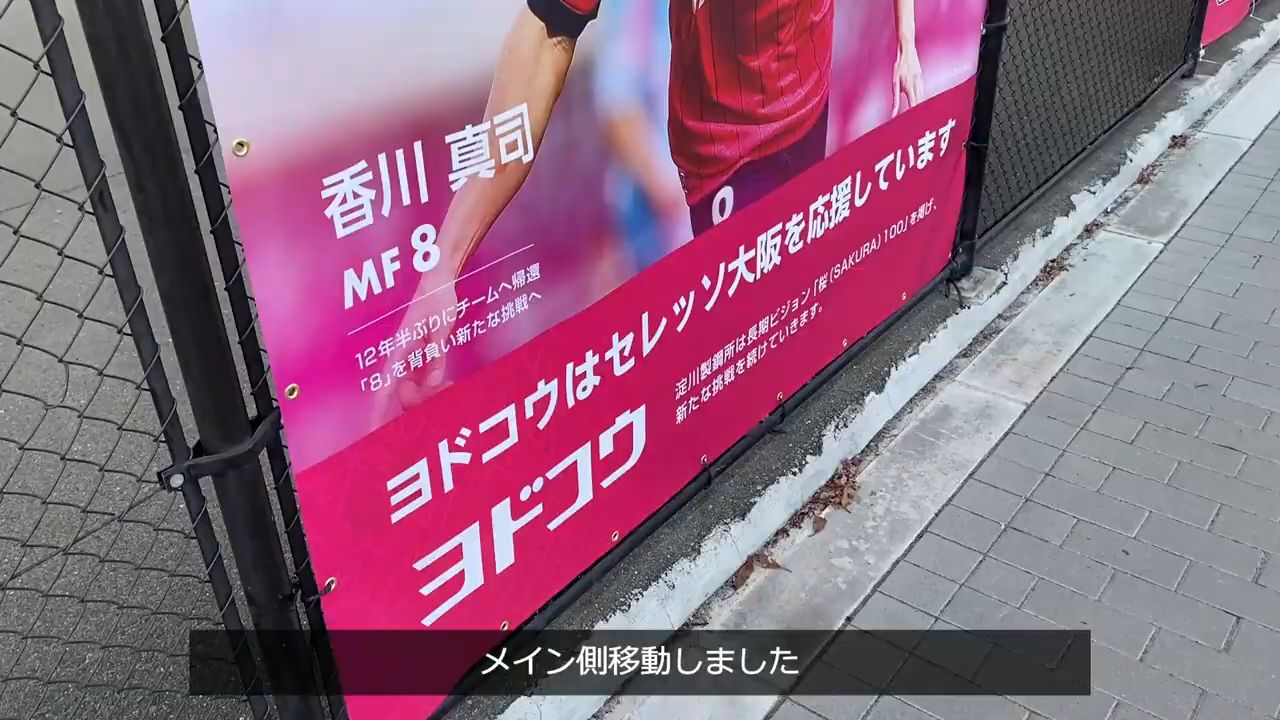 香川 真司
MF 8
12年半ぶりにチームへ帰還
「8」を背負い新たな挑戦へ
ヨドコウはセレッソ大阪を応援しています
ヨドコウ
淀川製鋼所は長期ビジョン「桜(SAKURA)100」を掲げ、
新たな挑戦を続けていきます。
メイン側移動しました